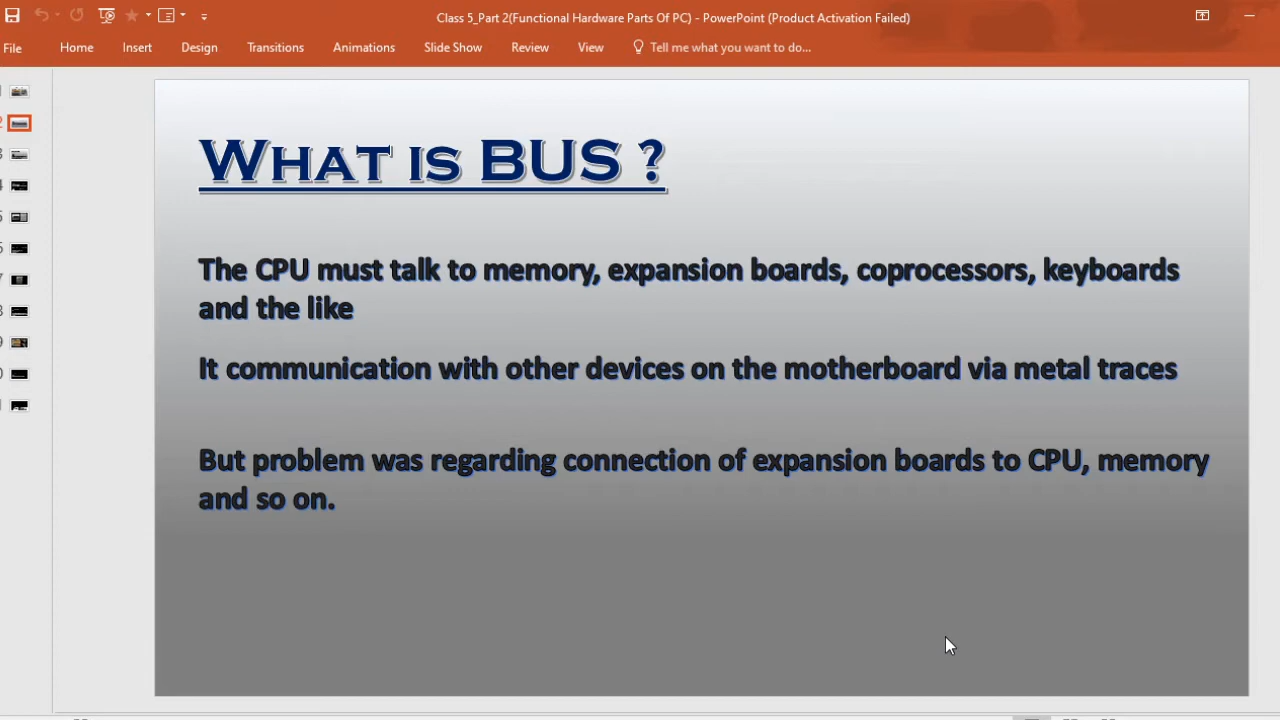 Class 5_Part 2(Functional Hardware Parts Of PC) - PowerPoint (Product Activation Failed)
File Home Insert Design Transitions Animations Slide Show Review View Tell me what you want to do...
WHAT IS BUS ?
The CPU must talk to memory, expansion boards, coprocessors, keyboards
and the like
It communication with other devices on the motherboard via metal traces
But problem was regarding connection of expansion boards to CPU, memory
and so on.